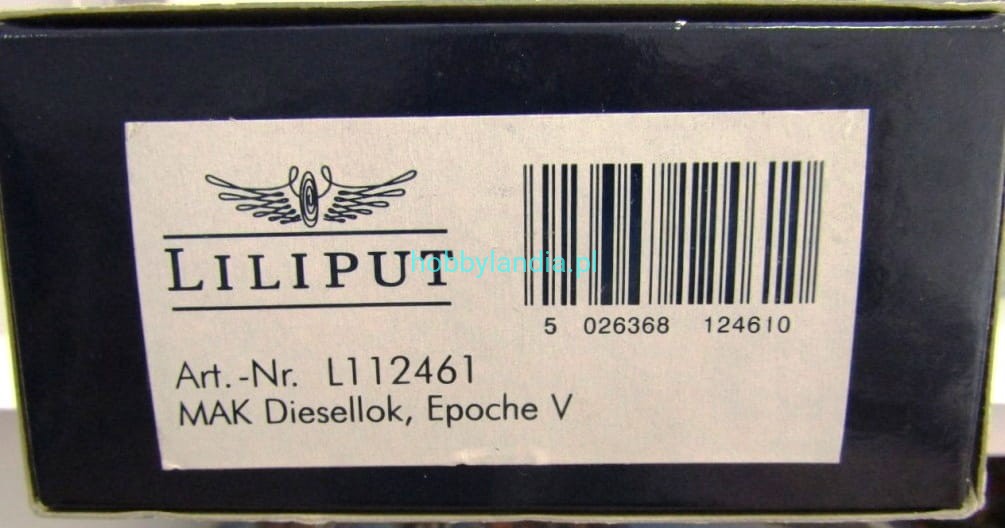 LILIPUT
hobbylandia.pl
5 026368 124610
Art.-Nr. L112461
MAK Diesellok, Epoche V